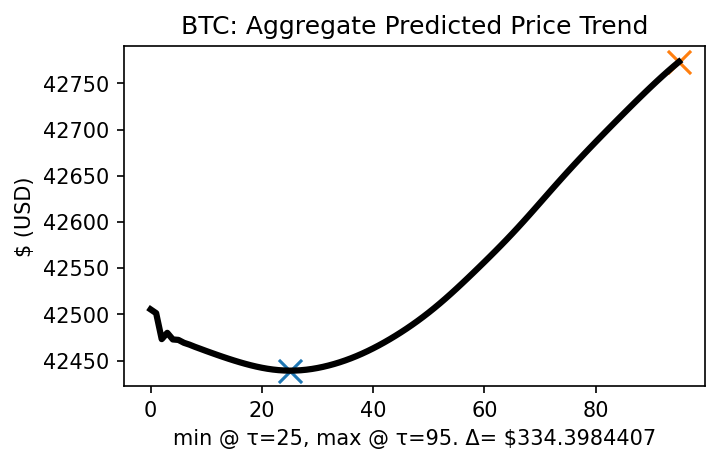 BTC: Aggregate Predicted Price Trend
42750
42700
42650
42600
42550
42500
42450
$ (USD)
0 20 40 60 80
min @ τ=25, max @ τ=95. Δ= $334.3984407